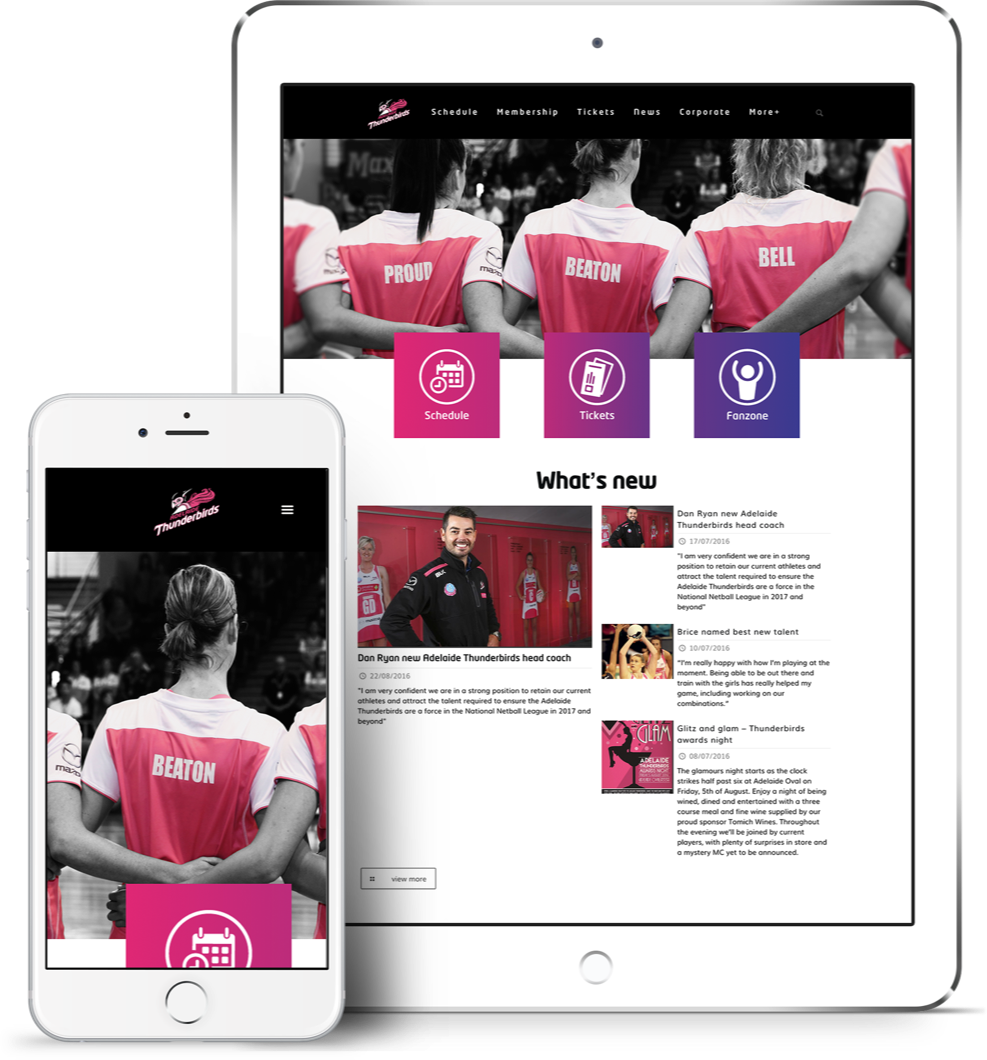 Thunderbirds
Schedule Membership Tickets News Corporate More+
Max
PROUD
BEATON
BELL
Schedule
Tickets
Fanzone
What's new
GD
Dan Ryan new Adelaide Thunderbirds head coach
22/08/2016
"I am very confident we are in a strong position to retain our current
athletes and attract the talent required to ensure the Adelaide
Thunderbirds are a force in the National Netball League in 2017 and
beyond"
Dan Ryan new Adelaide
Thunderbirds head coach
17/07/2016
"I am very confident we are in a strong
position to retain our current athletes and
attract the talent required to ensure the
Adelaide Thunderbirds are a force in the
National Netball League in 2017 and
beyond"
Brice named best new talent
10/07/2016
"I'm really happy with how I'm playing at the
moment. Being able to be out there and
train with the girls has really helped my
game, including working on our
combinations."
GLAM
ADELAIDE
THUNDERBIRDS
AWARDS NIGHT
Glitz and glam – Thunderbirds
awards night
08/07/2016
The glamours night starts as the clock
strikes half past six at Adelaide Oval on
Friday, 5th of August. Enjoy a night of being
wined, dined and entertained with a three
course meal and fine wine supplied by our
proud sponsor Tomich Wines. Throughout
the evening we'll be joined by current
players, with plenty of surprises in store and
a mystery MC yet to be announced.
view more
Thunderbirds
BEATON